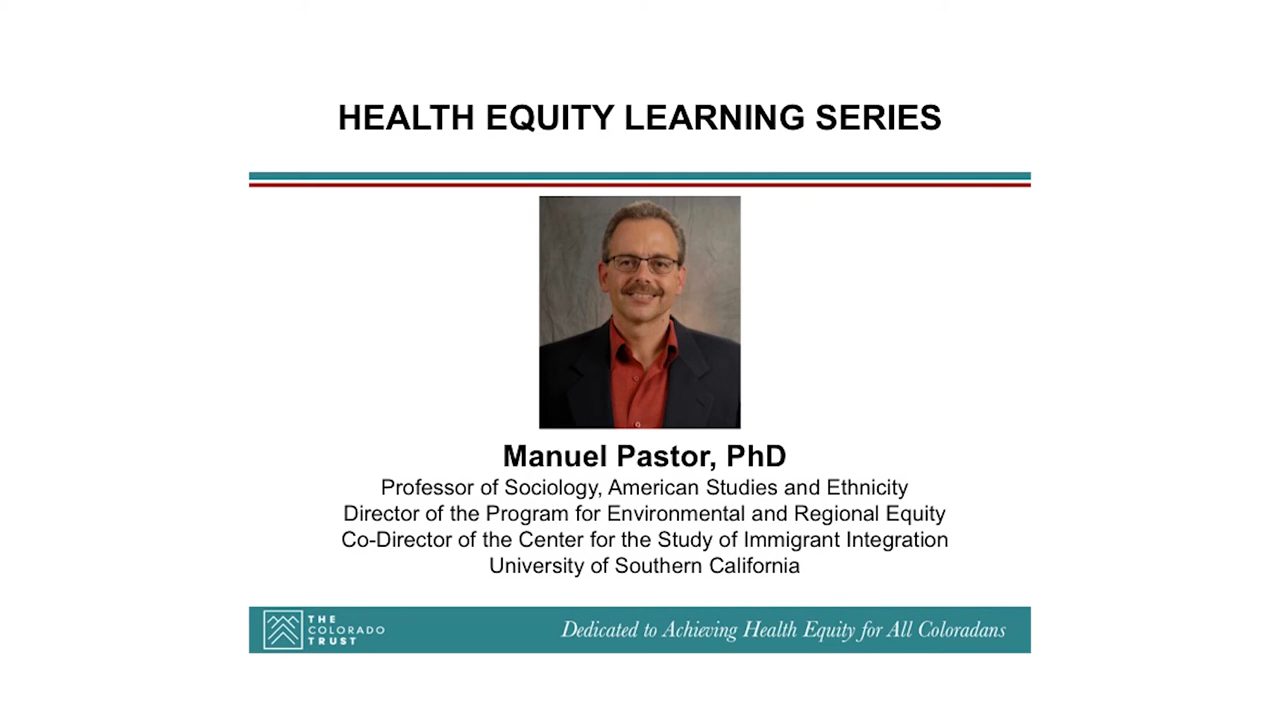 HEALTH EQUITY LEARNING SERIES
Manuel Pastor, PhD
Professor of Sociology, American Studies and Ethnicity
Director of the Program for Environmental and Regional Equity
Co-Director of the Center for the Study of Immigrant Integration
University of Southern California
THE
COLORADO
TRUST
Dedicated to Achieving Health Equity for All Coloradans